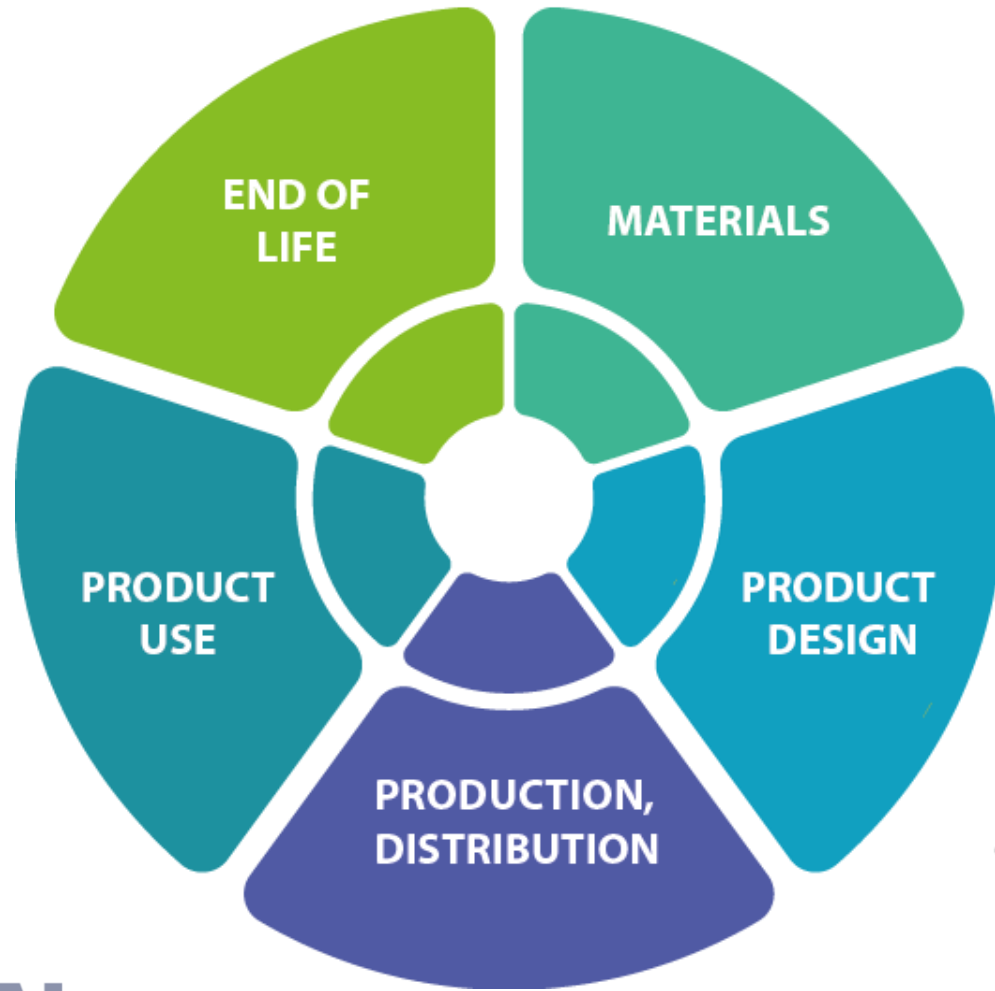 END OF
LIFE
MATERIALS
PRODUCT
USE
PRODUCT
DESIGN
PRODUCTION,
DISTRIBUTION